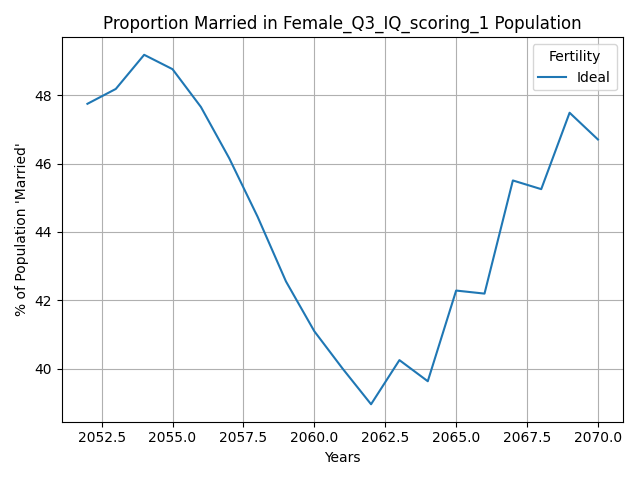 Proportion Married in Female_Q3_IQ_scoring_1 Population
Fertility
Ideal
% of Population 'Married'
48
46
44
42
40
2052.5 2055.0 2057.5 2060.0 2062.5 2065.0 2067.5 2070.0
Years